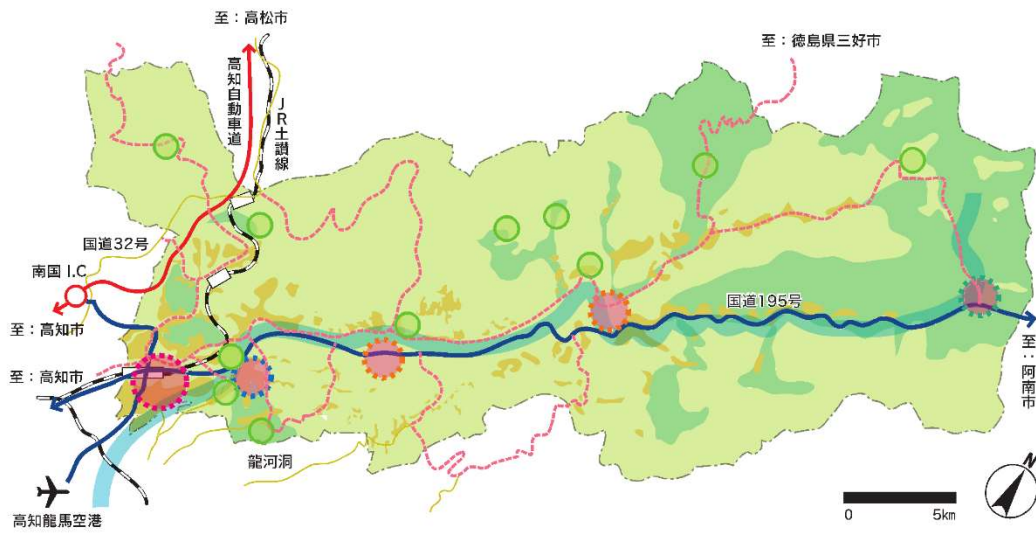 至：高松市
至：徳島県三好市
高知自動車道
JR土讃線
国道32号
南国I.C
国道195号
至：高知市
至：高知市
至：阿南市
龍河洞
高知龍馬空港
N
0 5km